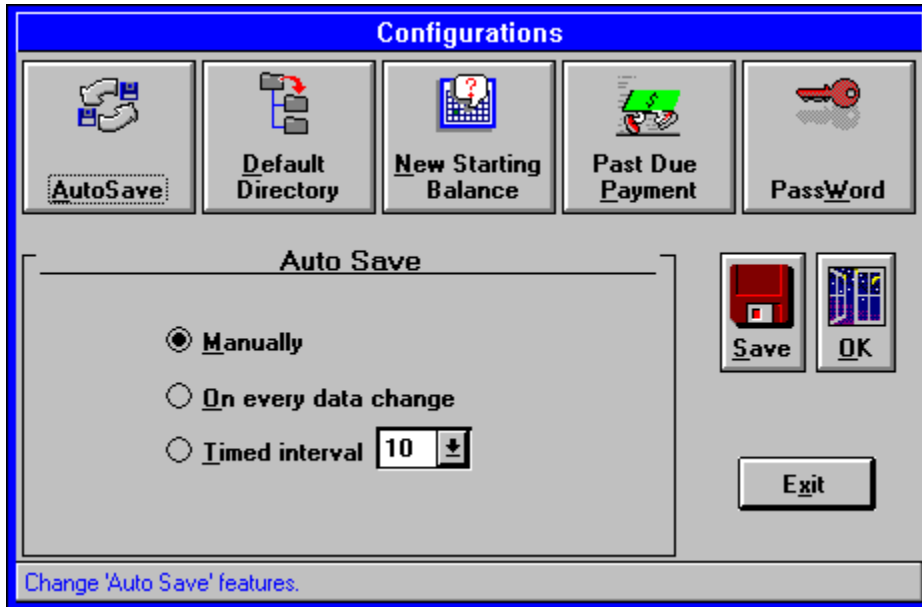 Configurations
AutoSave
Default
Directory
New Starting
Balance
Past Due
Payment
PassWord
Auto Save
Manually
On every data change
Timed interval 10
Save
OK
Exit
Change 'Auto Save' features.